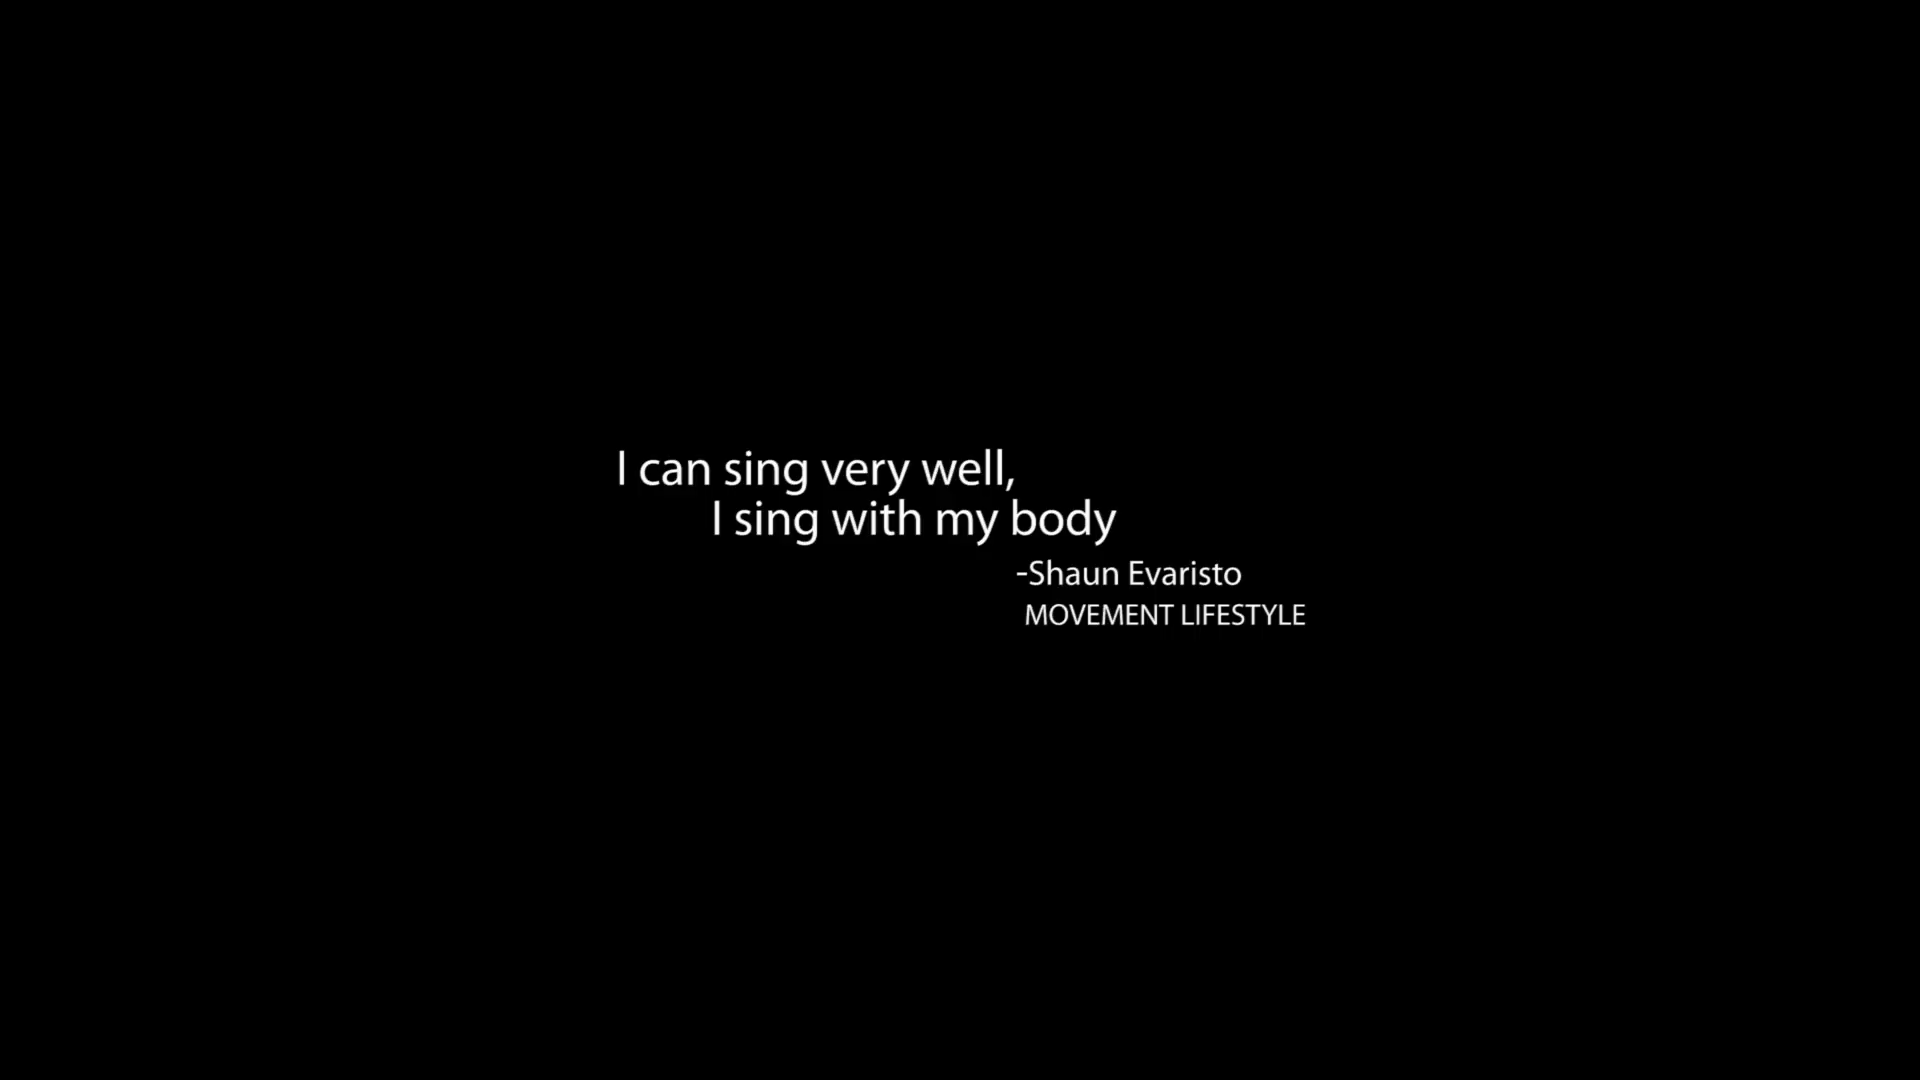 I can sing very well,
I sing with my body
-Shaun Evaristo
MOVEMENT LIFESTYLE